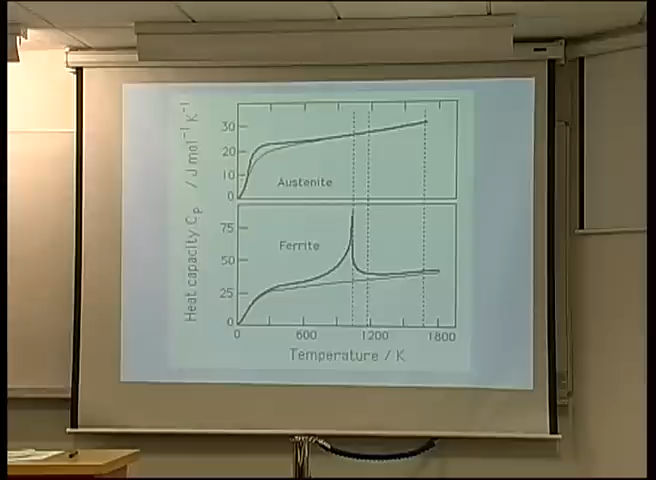 Heat capacity Cp / J mol⁻¹ K⁻¹
30
20
10
0
Austenite
75
50
25
0
Ferrite
0 600 1200 1800
Temperature / K